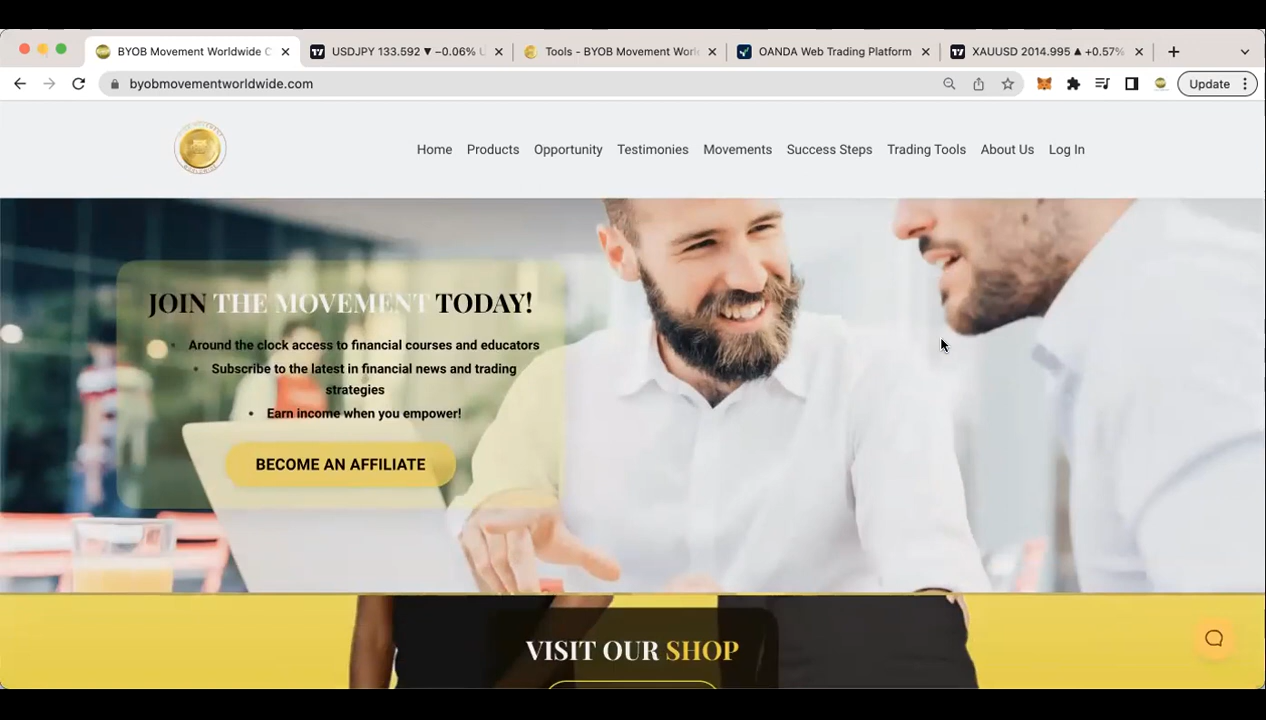 BYOB Movement Worldwide C
USDJPY 133.592 ▼ −0.06% U
Tools - BYOB Movement Worl
OANDA Web Trading Platform
XAUUSD 2014.995 ▲ +0.57%
byobmovementworldwide.com
Update
Home Products Opportunity Testimonies Movements Success Steps Trading Tools About Us Log In
JOIN THE MOVEMENT TODAY!
• Around the clock access to financial courses and educators
• Subscribe to the latest in financial news and trading
strategies
• Earn income when you empower!
BECOME AN AFFILIATE
VISIT OUR SHOP